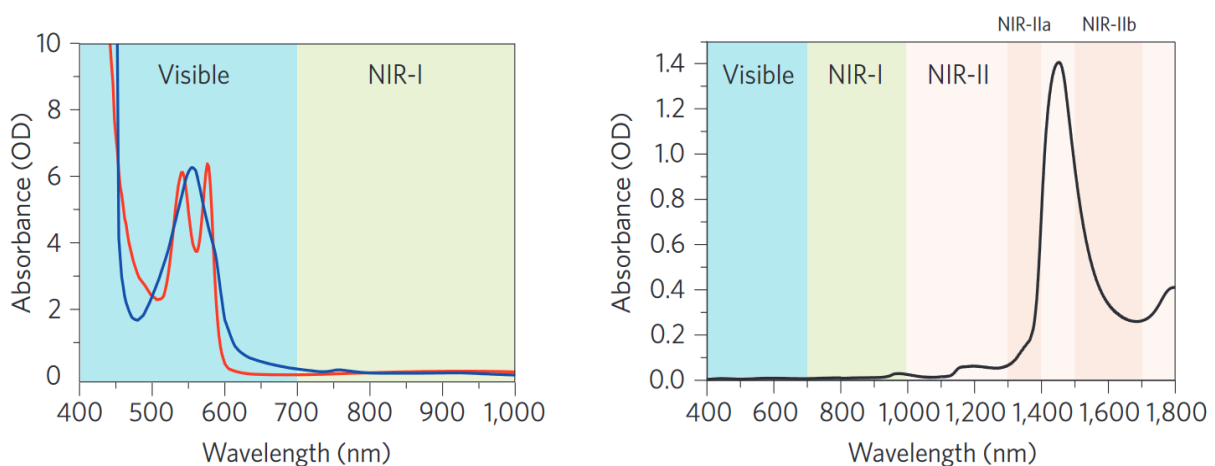 10
8
6
4
2
0
Absorbance (OD)
Visible
NIR-I
400
500
600
700
800
900
1,000
Wavelength (nm)
NIR-IIa
NIR-IIb
1.4
1.2
1.0
0.8
0.6
0.4
0.2
0.0
Absorbance (OD)
Visible
NIR-I
NIR-II
400
600
800
1,000
1,200
1,400
1,600
1,800
Wavelength (nm)